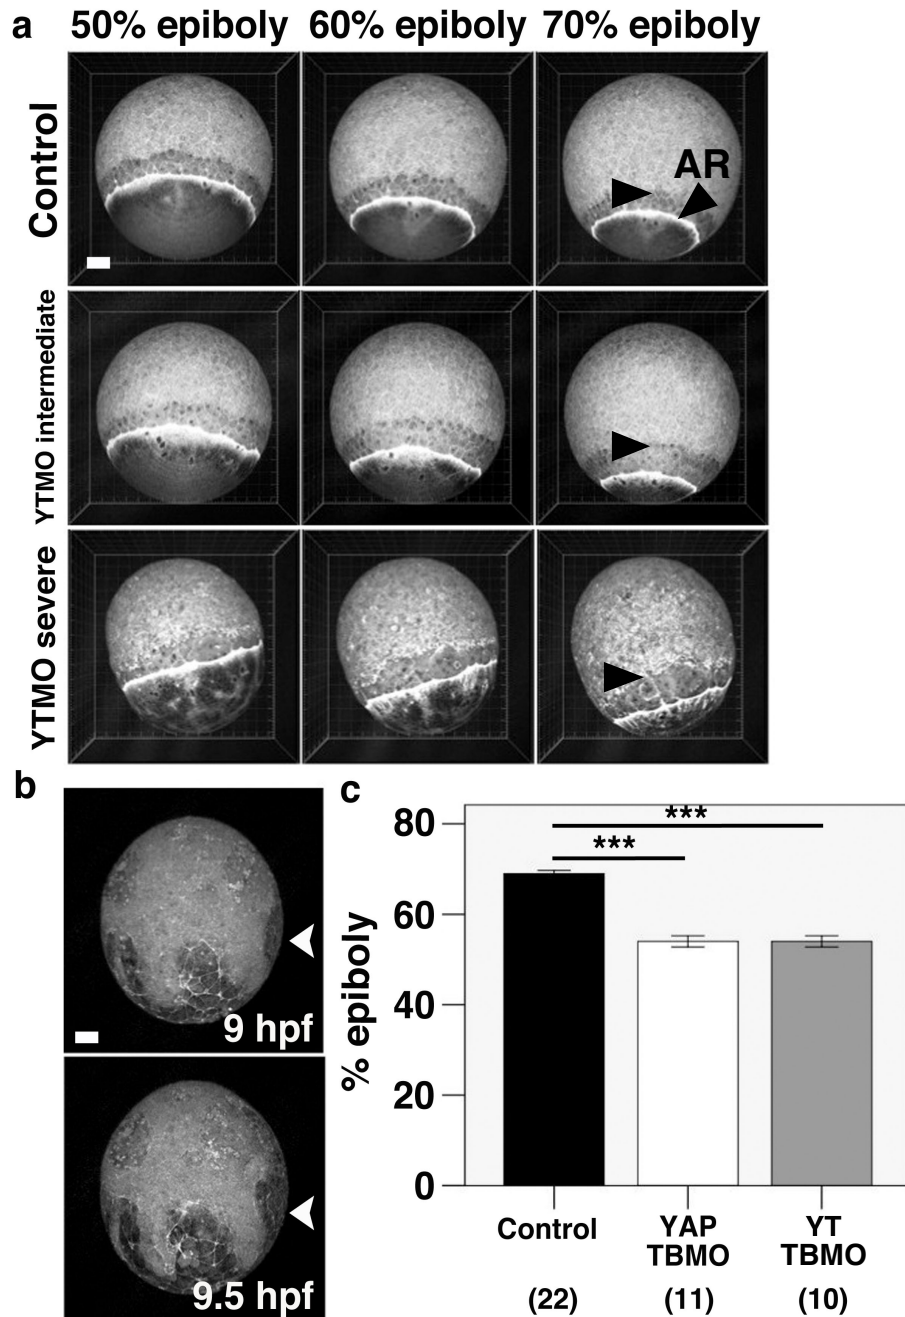 a
50% epiboly 60% epiboly 70% epiboly
Control
AR
YTMO intermediate
YTMO severe
b
9 hpf
9.5 hpf
c
***
***
% epiboly
80
60
40
20
0
Control YAP YT
TBMO TBMO
(22) (11) (10)